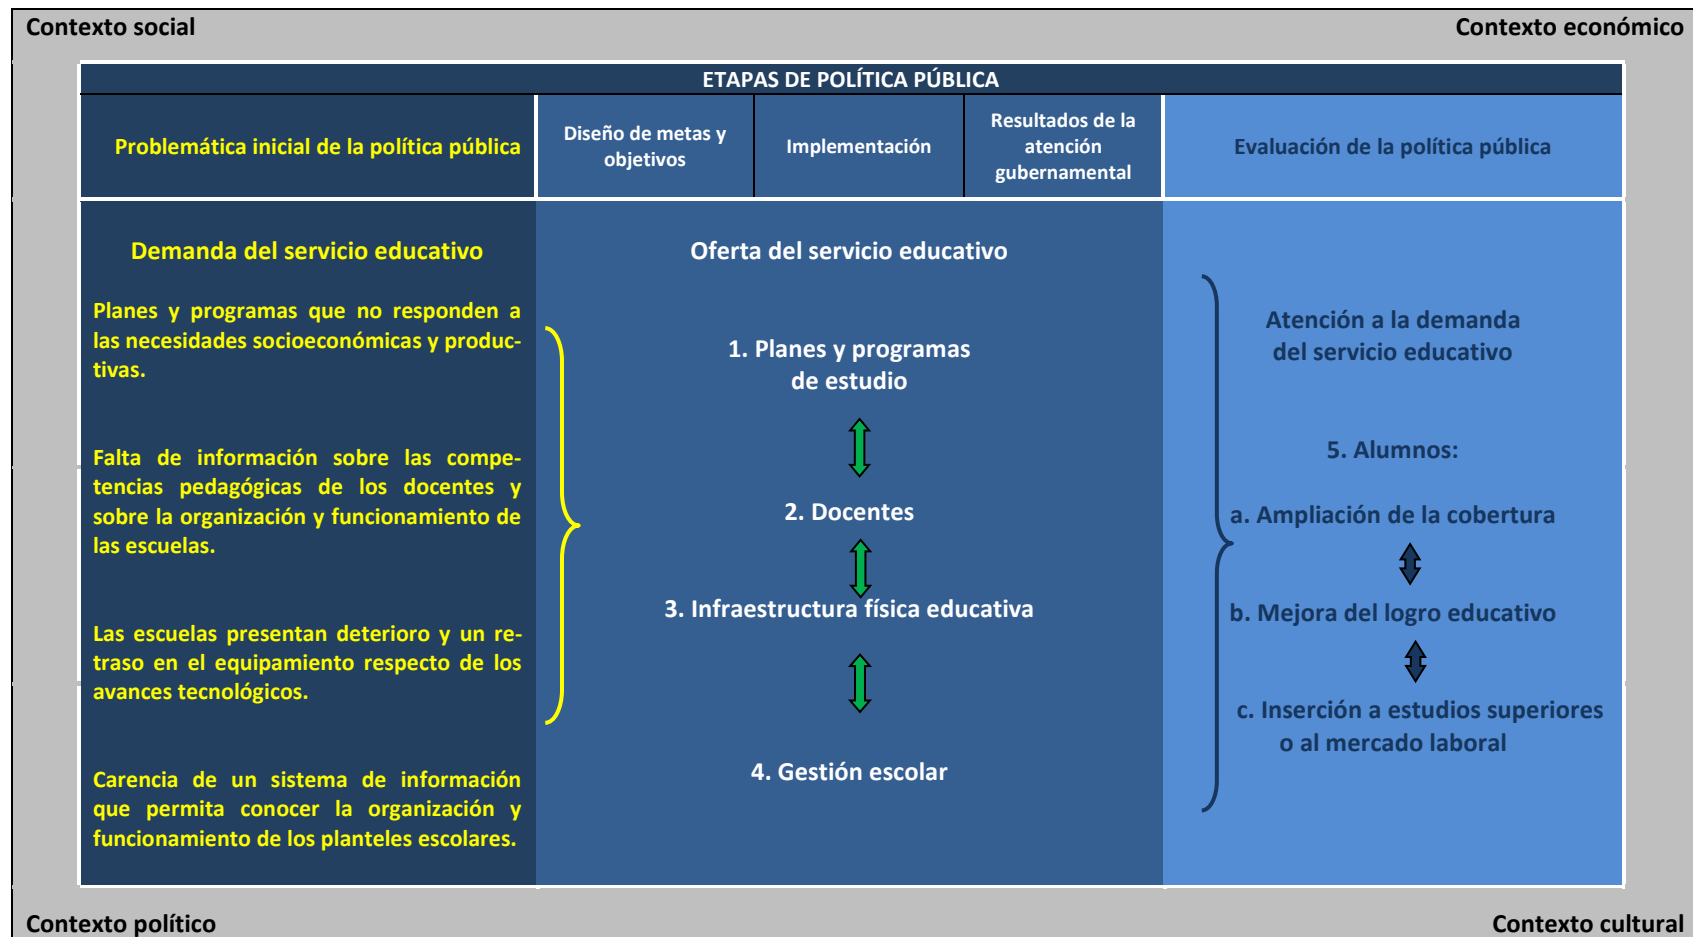 Contexto social
Contexto económico
ETAPAS DE POLÍTICA PÚBLICA
Problemática inicial de la política pública
Diseño de metas y
objetivos
Implementación
Resultados de la
atención
gubernamental
Evaluación de la política pública
Demanda del servicio educativo
Planes y programas que no responden a
las necesidades socioeconómicas y produc-
tivas.
Falta de información sobre las compe-
tencias pedagógicas de los docentes y
sobre la organización y funcionamiento de
las escuelas.
Las escuelas presentan deterioro y un re-
traso en el equipamiento respecto de los
avances tecnológicos.
Carencia de un sistema de información
que permita conocer la organización y
funcionamiento de los planteles escolares.
Oferta del servicio educativo
1. Planes y programas
de estudio
2. Docentes
3. Infraestructura física educativa
4. Gestión escolar
Atención a la demanda
del servicio educativo
5. Alumnos:
a. Ampliación de la cobertura
b. Mejora del logro educativo
c. Inserción a estudios superiores
o al mercado laboral
Contexto político
Contexto cultural